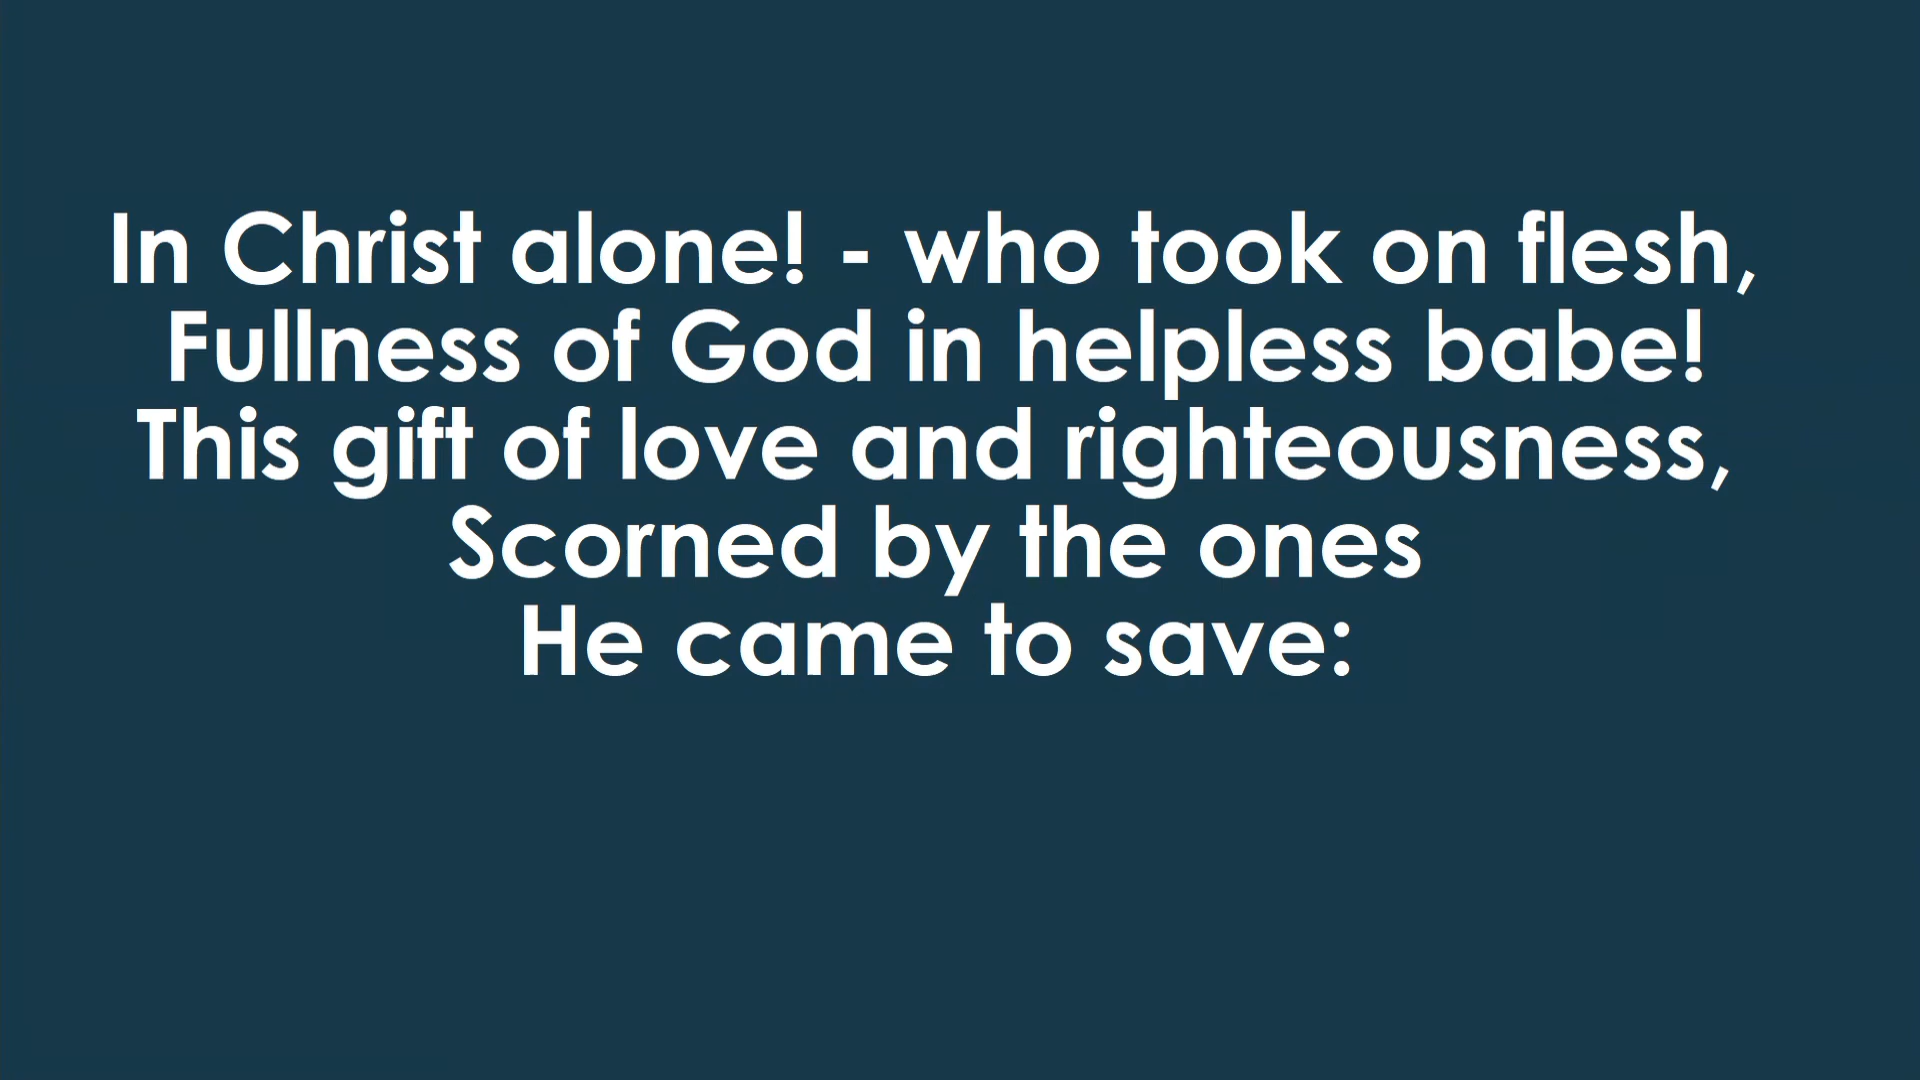 In Christ alone! - who took on flesh,
Fullness of God in helpless babe!
This gift of love and righteousness,
Scorned by the ones
He came to save: